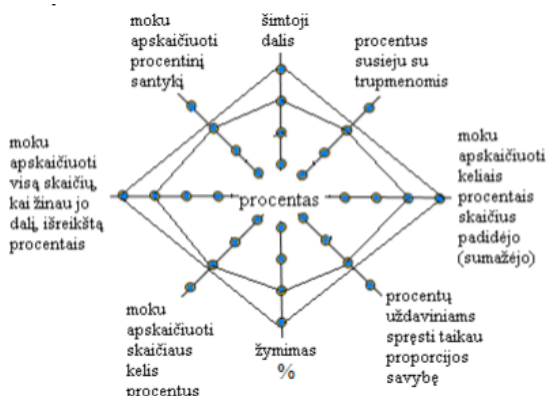 moku
apskaičiuoti
procentinį
santykį
šimtoji
dalis
procentus
susieju su
trupmenomis
moku
apskaičiuoti
visą skaičių,
kai žinau jo
dalį, išreikštą
procentais
procentas
moku
apskaičiuoti
keliais
procentais
skaičius
padidėjo
(sumažėjo)
moku
apskaičiuoti
skaičiaus
kelis
procentus
žymimas
%
procentų
uždaviniams
spręsti taikau
proporcijos
savybę